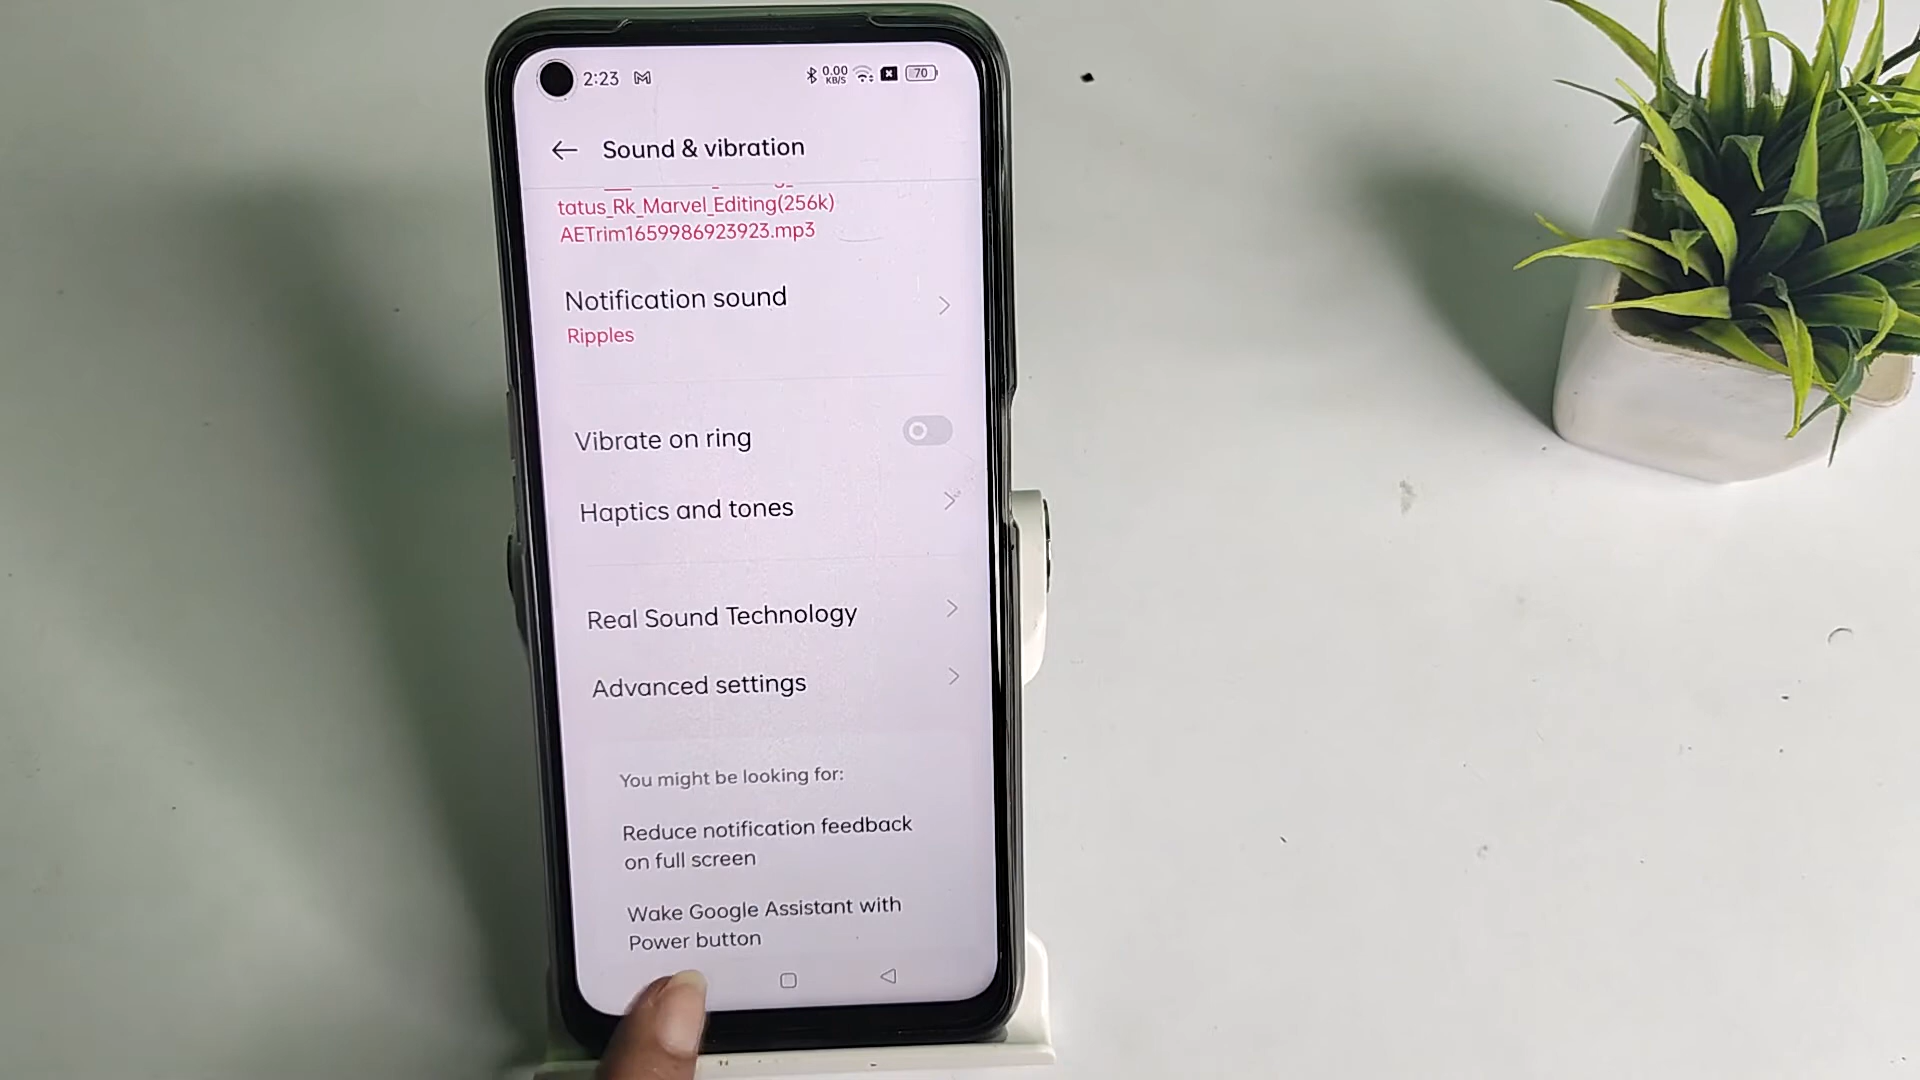 2:23
0.00
KB/S
70
Sound & vibration
tatus_Rk_Marvel_Editing(256k)
AETrim1659986923923.mp3
Notification sound
Ripples
Vibrate on ring
Haptics and tones
Real Sound Technology
Advanced settings
You might be looking for:
Reduce notification feedback
on full screen
Wake Google Assistant with
Power button